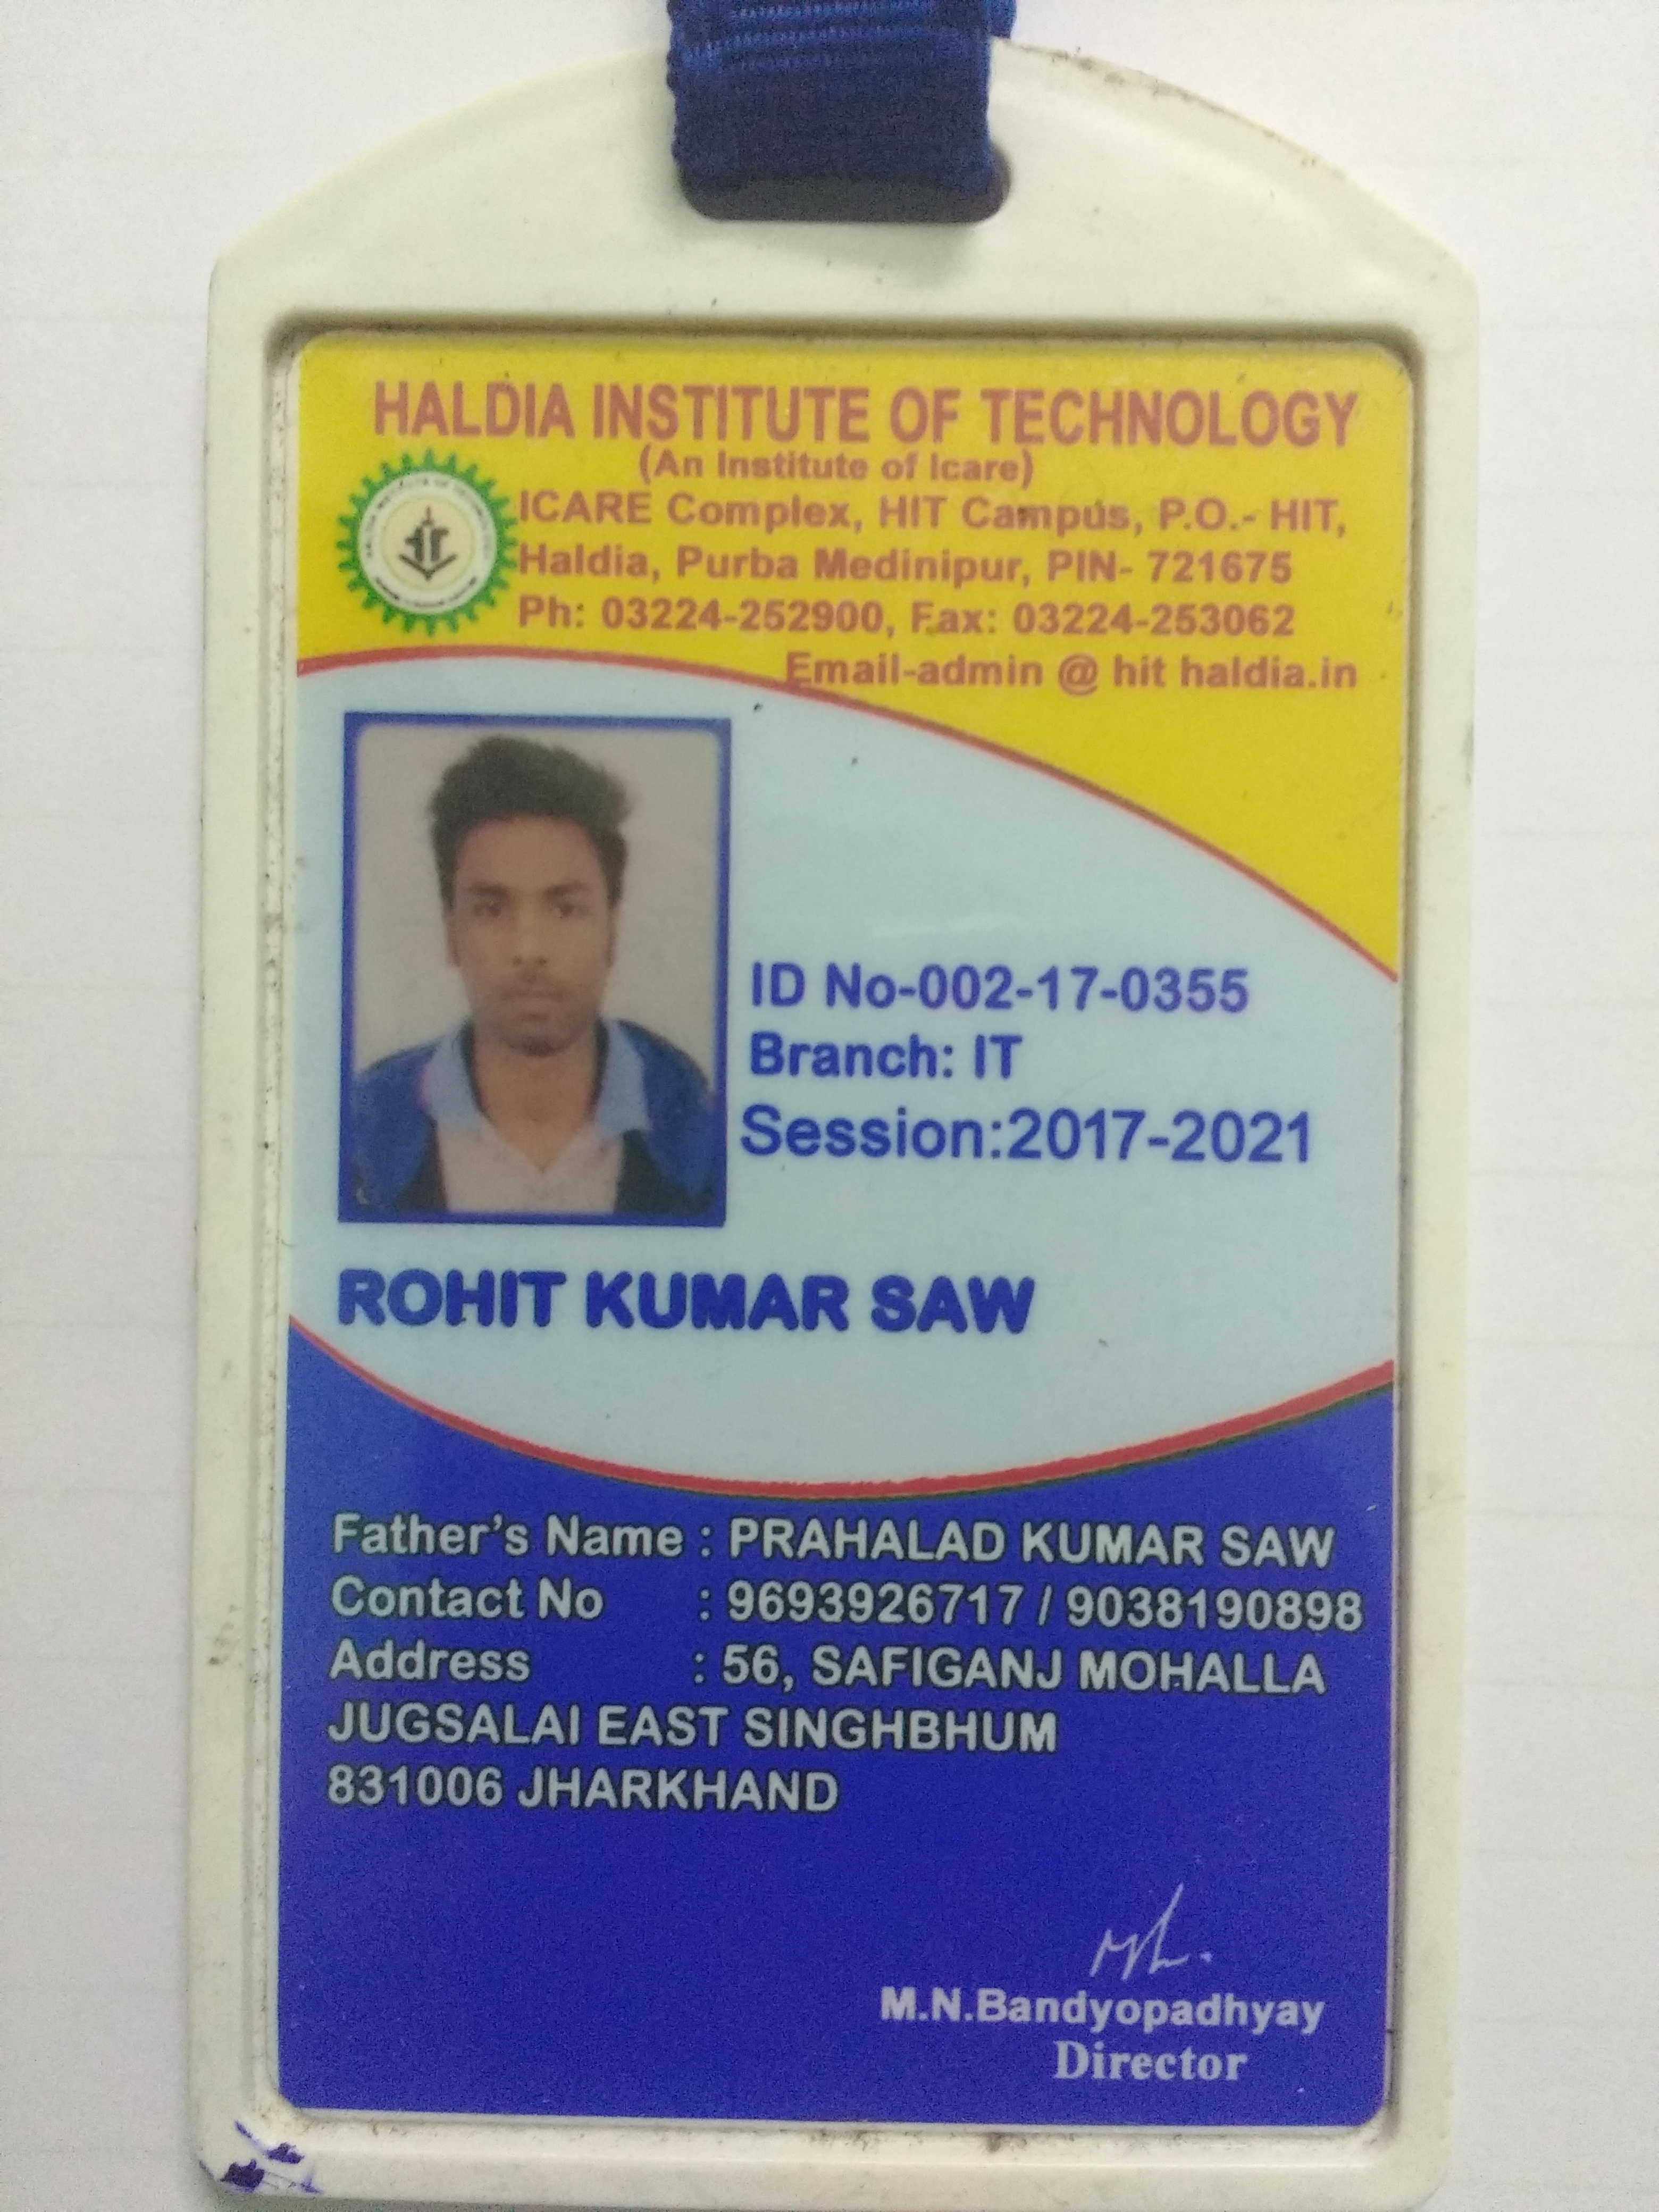 HALDIA INSTITUTE OF TECHNOLOGY
(An Institute of Icare)
ICARE Complex, HIT Campus, P.O.- HIT,
Haldia, Purba Medinipur, PIN- 721675
Ph: 03224-252900, Fax: 03224-253062
Email-admin @ hit haldia.in
ID No-002-17-0355
Branch: IT
Session:2017-2021
ROHIT KUMAR SAW
Father's Name : PRAHALAD KUMAR SAW
Contact No : 9693926717 / 9038190898
Address : 56, SAFIGANJ MOHALLA
JUGSALAI EAST SINGHBHUM
831006 JHARKHAND
M.N.Bandyopadhyay
Director